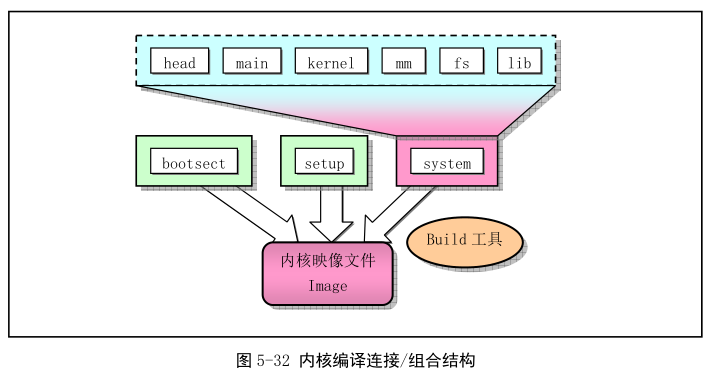 head main kernel mm fs lib
bootsect setup system
Build 工具
内核映像文件
Image
图 5-32 内核编译连接/组合结构